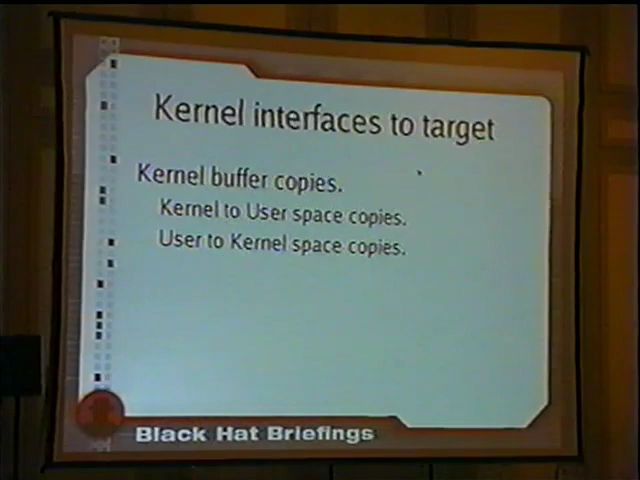 Kernel interfaces to target
Kernel buffer copies.
Kernel to User space copies.
User to Kernel space copies.
Black Hat Briefings